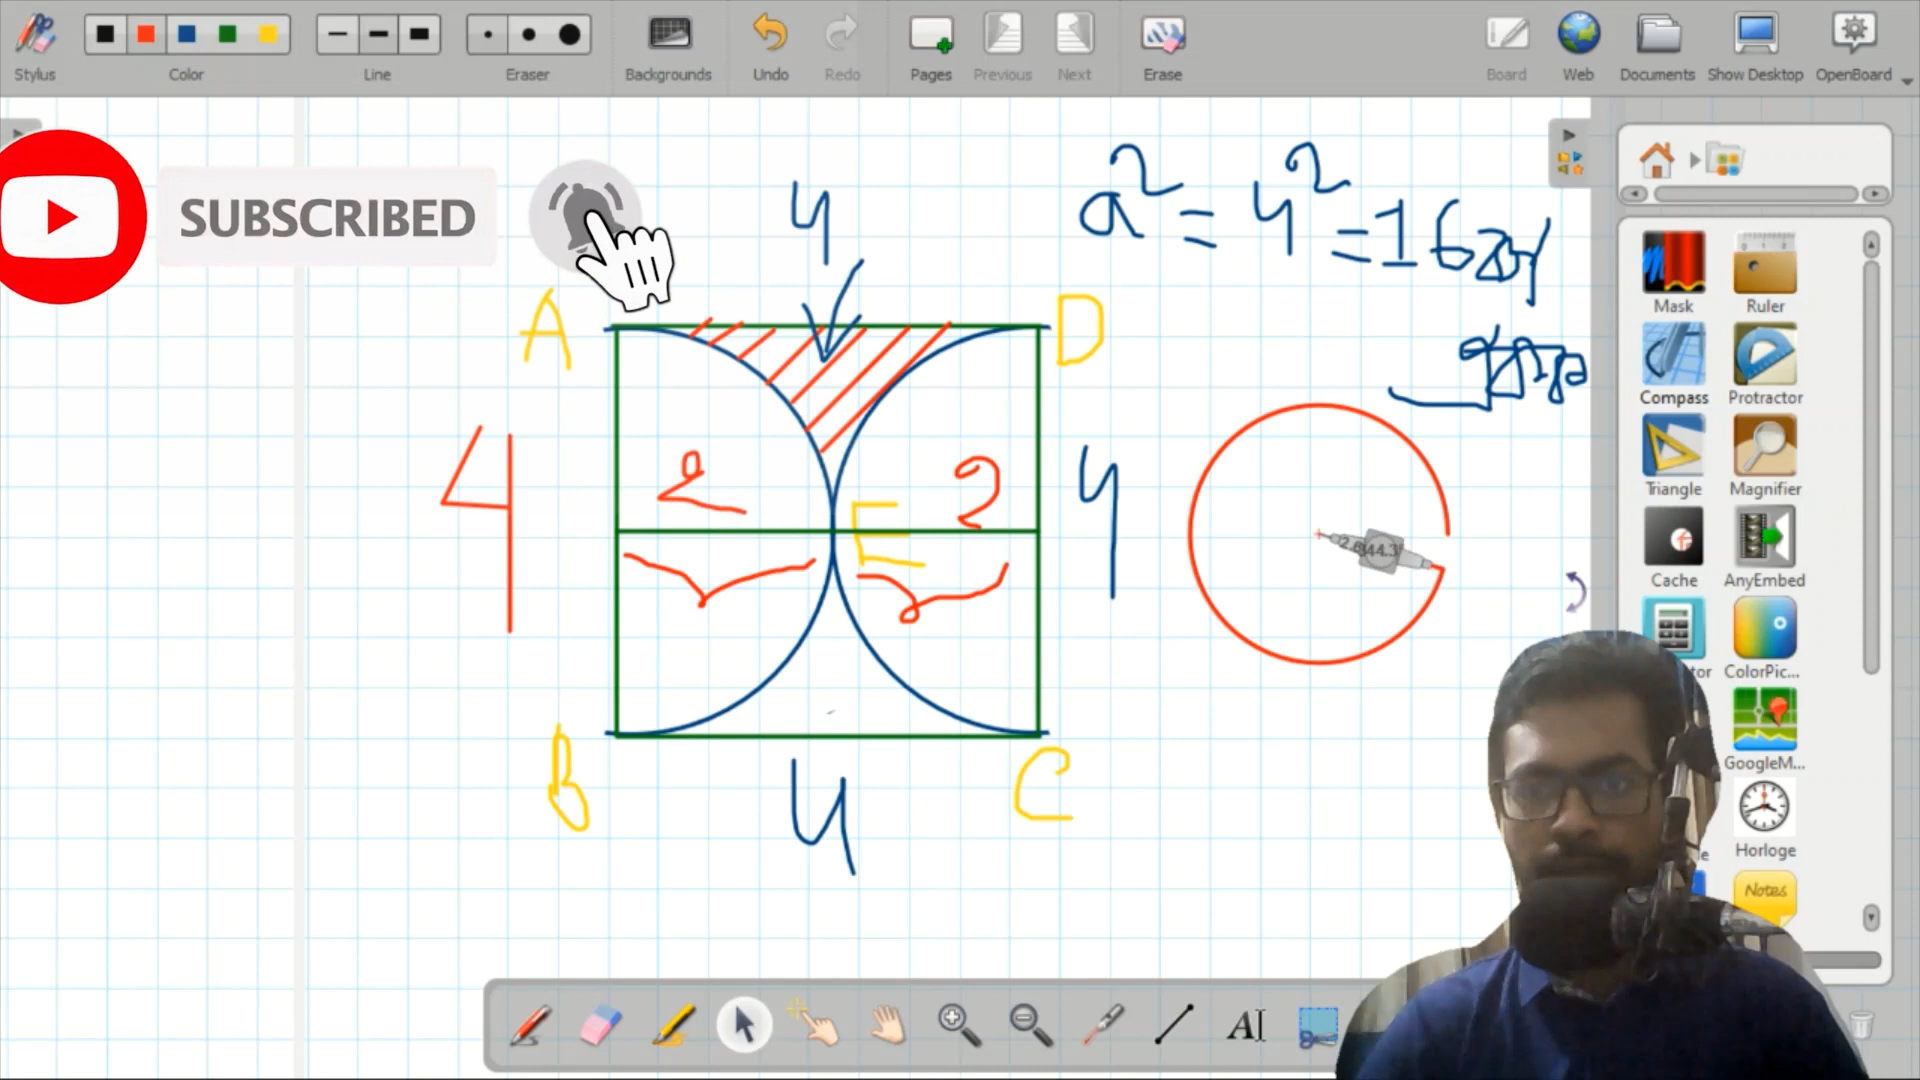 Stylus
Color
Line
Eraser
Backgrounds
Undo
Redo
Pages
Previous
Next
Erase
Board
Web
Documents
Show Desktop
OpenBoard
SUBSCRIBED
4
a² = 4² = 16
A
D
4
2
2
4
E
B
C
4
Mask
Ruler
Compass
Protractor
Triangle
Magnifier
Cache
AnyEmbed
ColorPic...
GoogleM...
Horloge
Notes